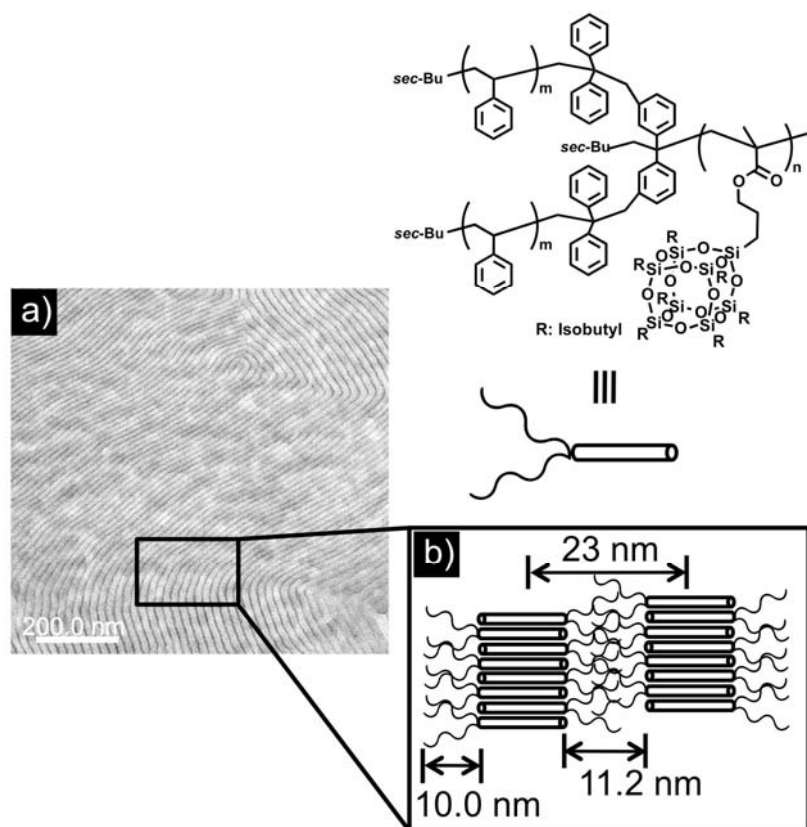 sec-Bu
m
sec-Bu
n
O
O
sec-Bu
m
R R
Si O Si
O Si O Si O
R Si O Si R
O O O O
R Si O Si R
Si O Si
R R
R: Isobutyl
a)
200.0 nm
b)
23 nm
11.2 nm
10.0 nm